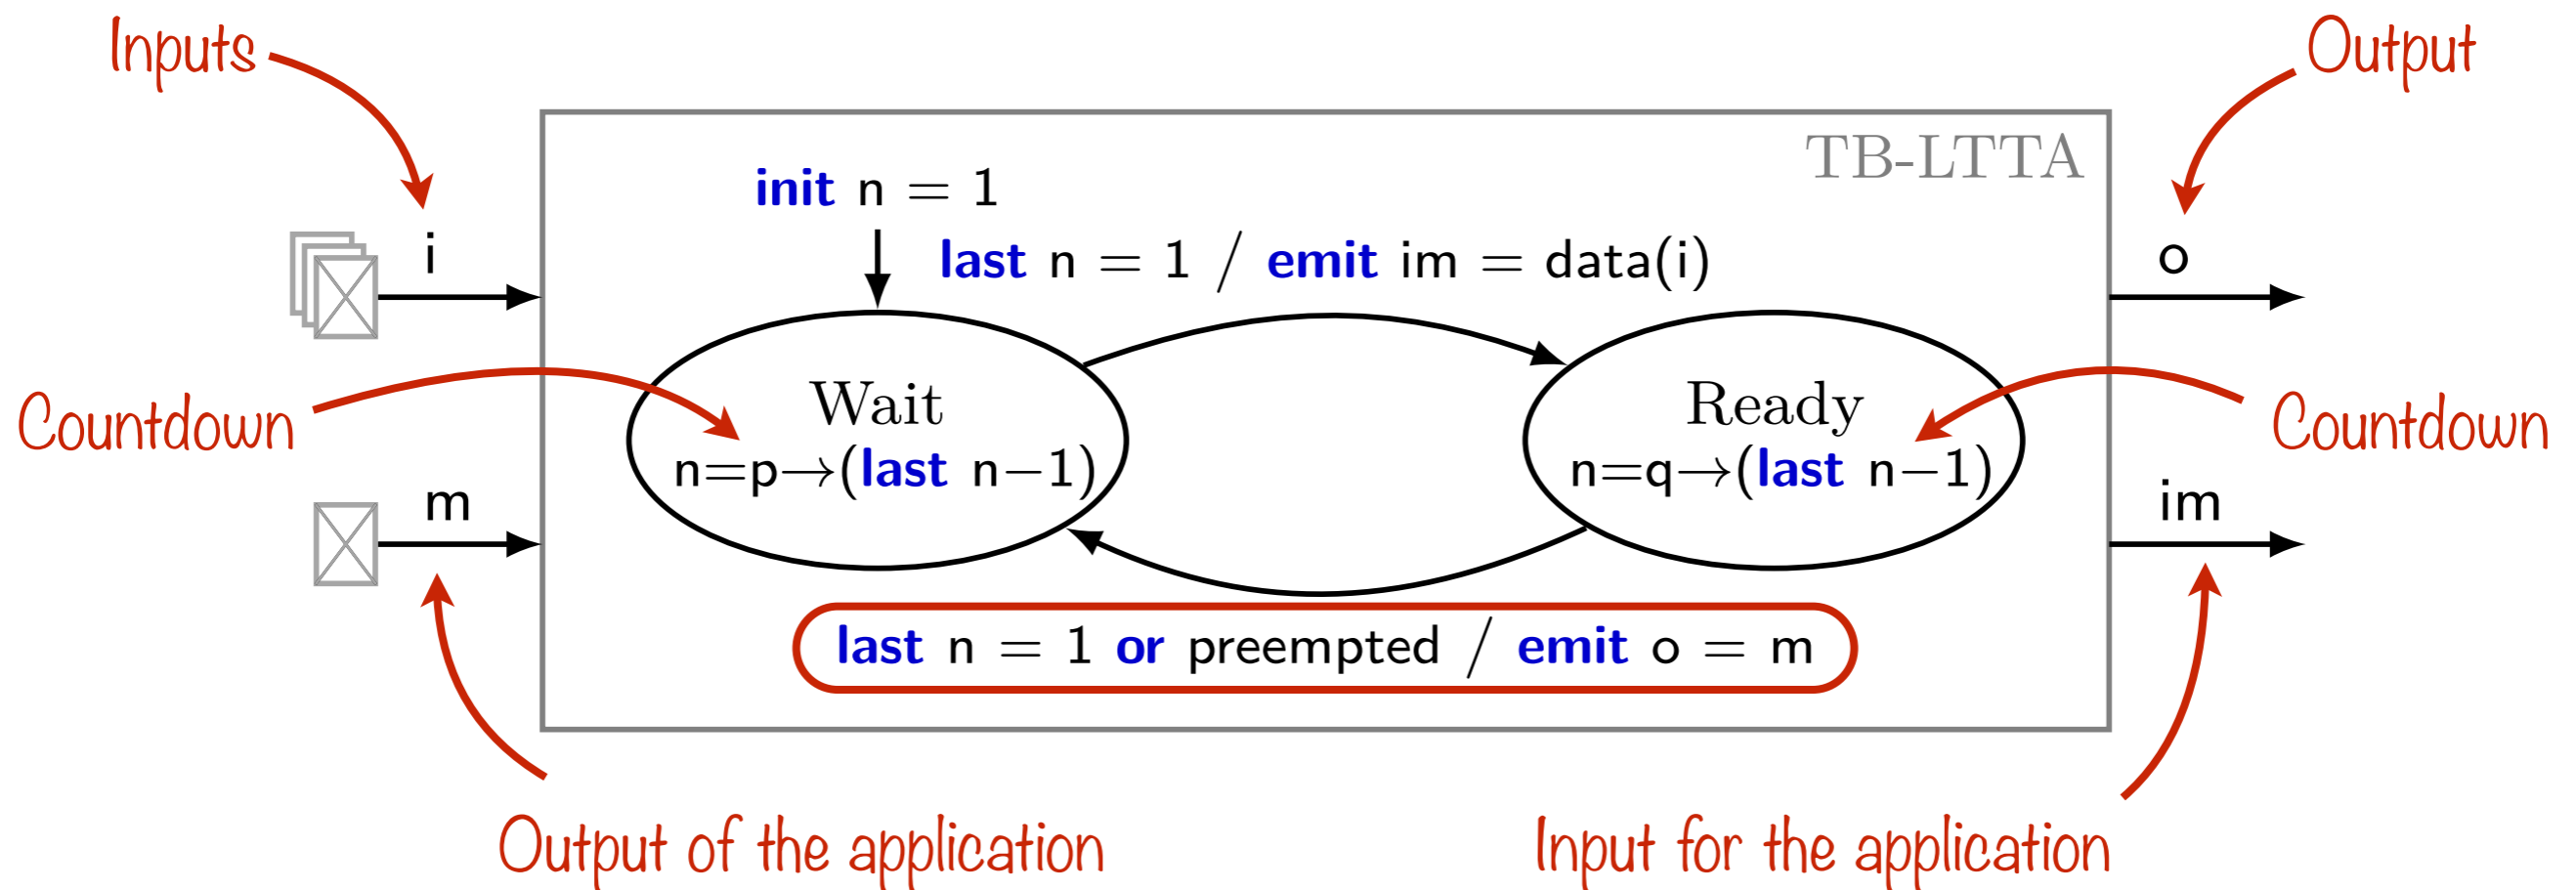 Inputs
Output
TB-LTTA
init n = 1
i
last n = 1 / emit im = data(i)
o
Wait
n=p→(last n−1)
Ready
n=q→(last n−1)
Countdown
Countdown
m
im
last n = 1 or preempted / emit o = m
Output of the application
Input for the application